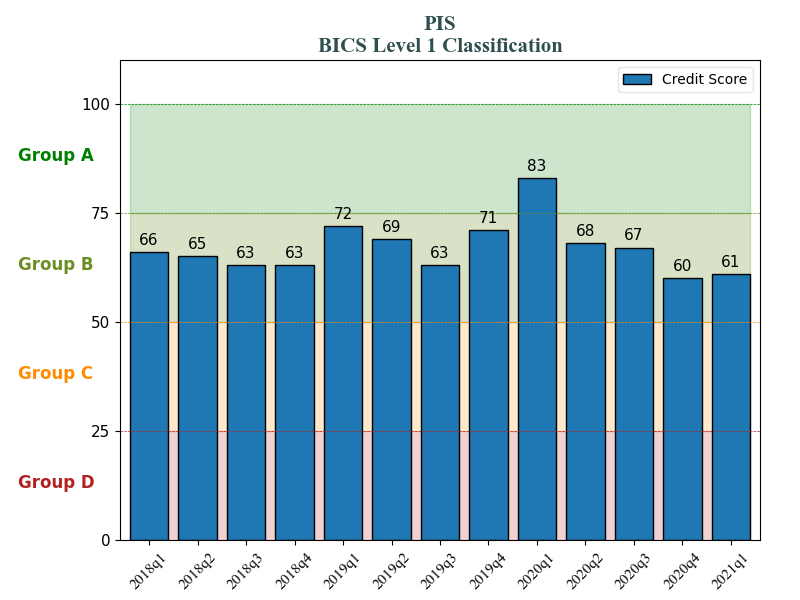 PIS
BICS Level 1 Classification
Credit Score
100
Group A
83
75
72
71
69
68
67
66
65
63
63
63
61
60
Group B
50
Group C
25
Group D
0
2018q1 2018q2 2018q3 2018q4 2019q1 2019q2 2019q3 2019q4 2020q1 2020q2 2020q3 2020q4 2021q1